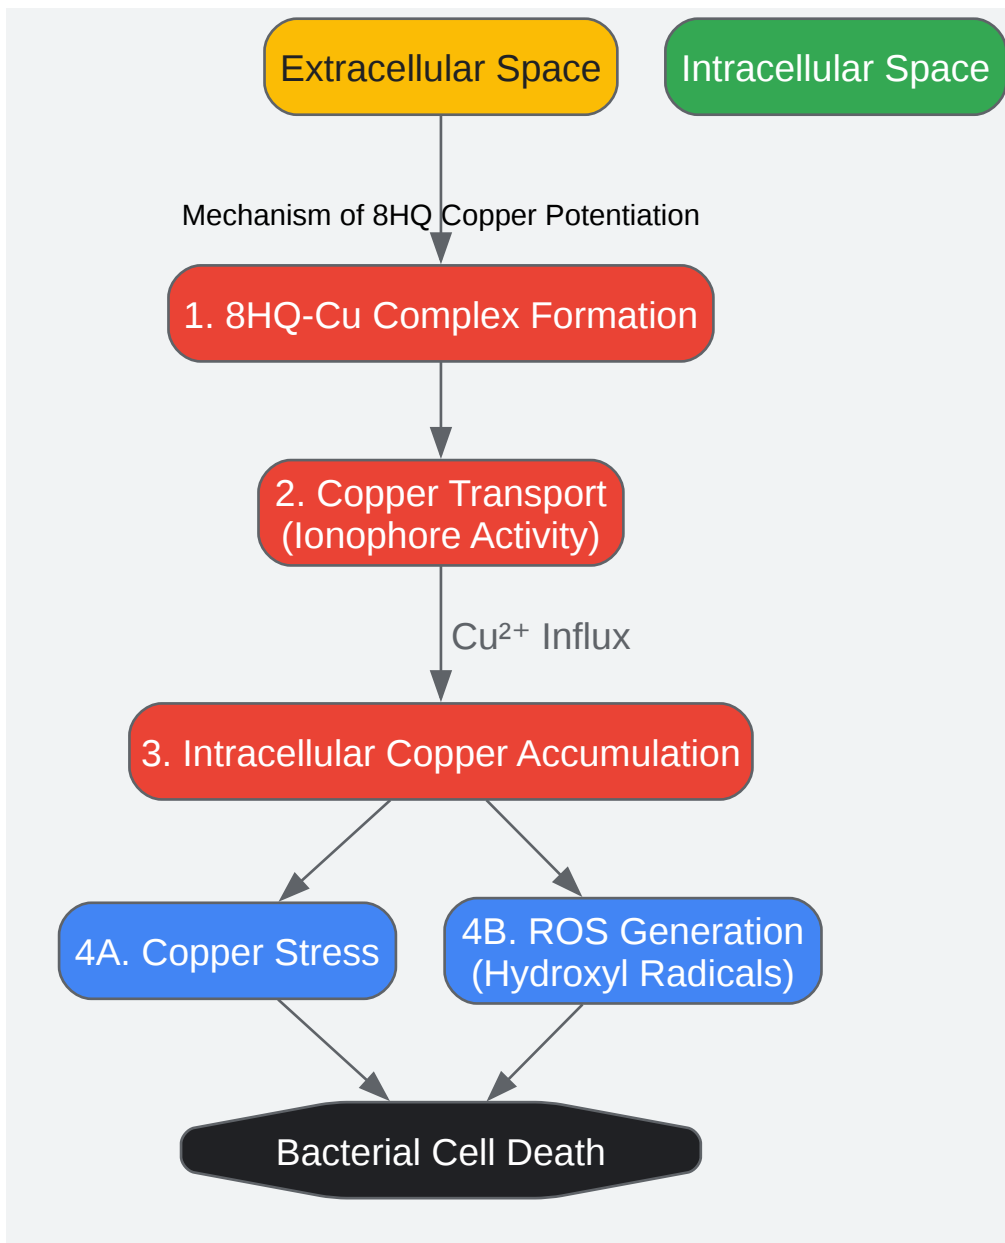 Extracellular Space
Intracellular Space
Mechanism of 8HQ Copper Potentiation
1. 8HQ-Cu Complex Formation
2. Copper Transport
(Ionophore Activity)
Cu²⁺ Influx
3. Intracellular Copper Accumulation
4A. Copper Stress
4B. ROS Generation
(Hydroxyl Radicals)
Bacterial Cell Death